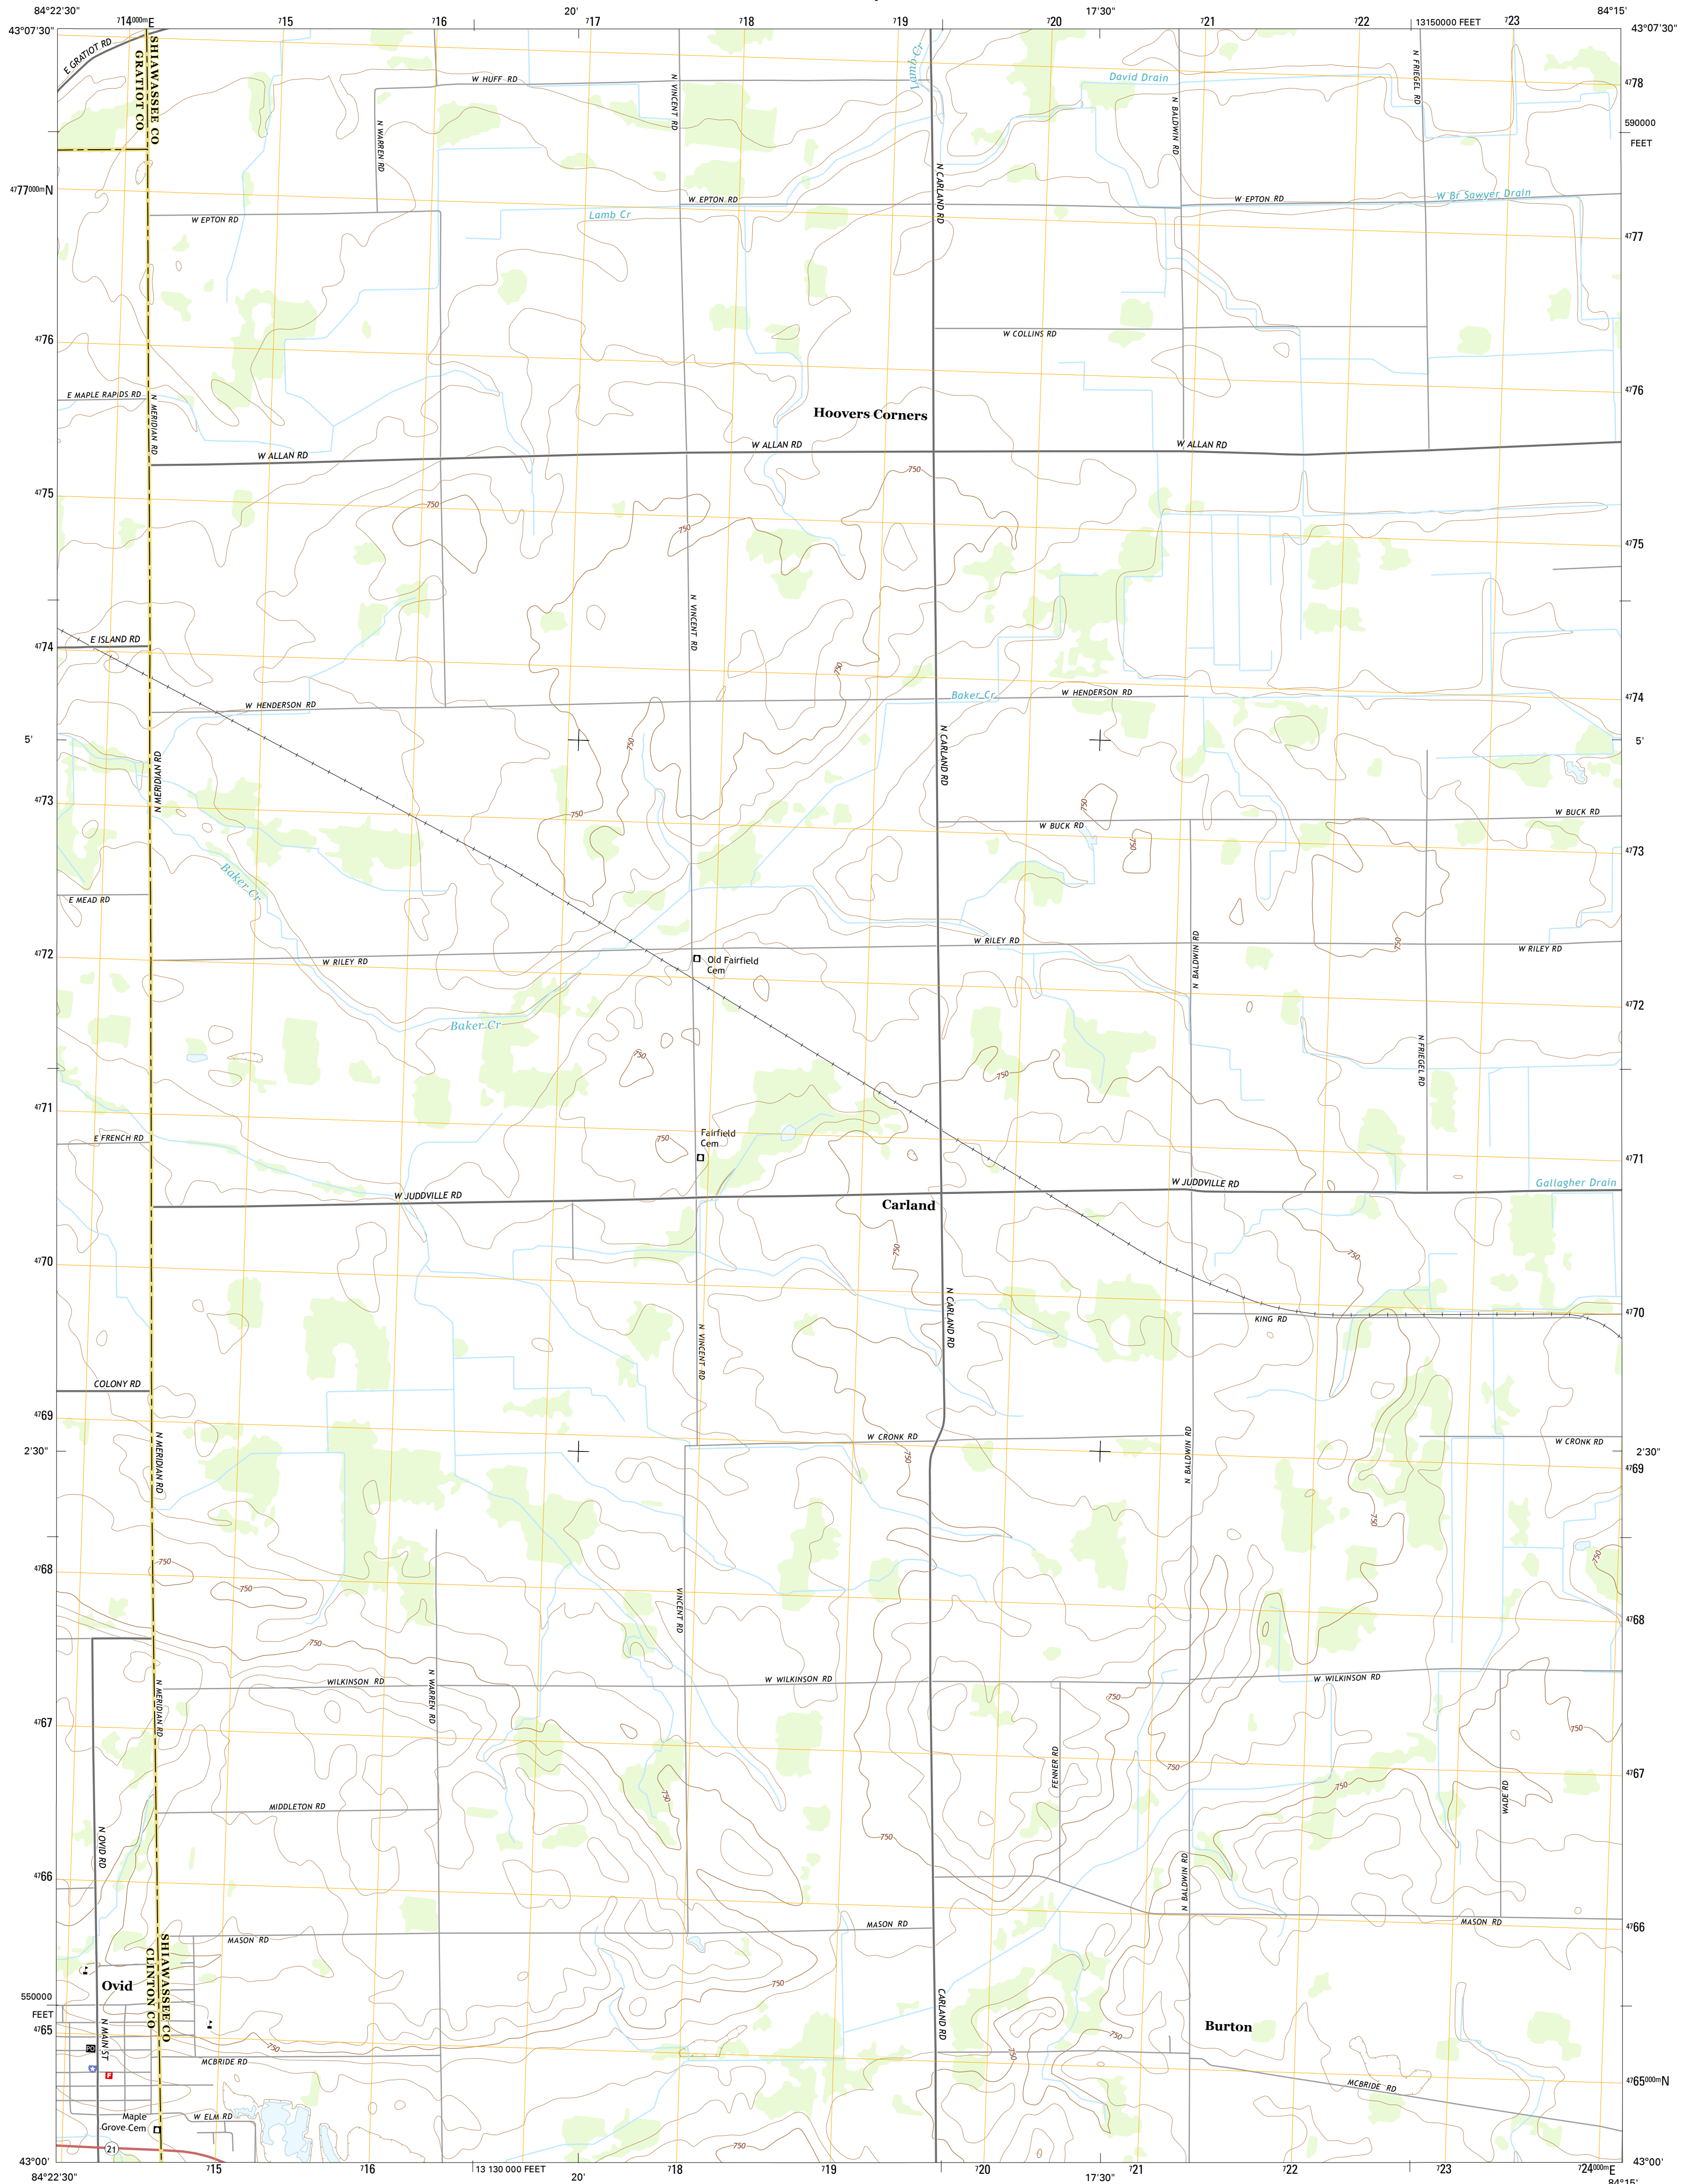 84°22'30"
⁷14⁰⁰⁰ᵐE
⁷15
⁷16
20'
⁷17
⁷18
⁷19
⁷20
17'30"
⁷21
⁷22
13150000 FEET
⁷23
84°15'
43°07'30"
43°07'30"
E GRATIOT RD
SHIAWASSEE CO
GRATIOT CO
W HUFF RD
N VINCENT RD
Lamb Cr
David Drain
N FRIEGEL RD
⁴⁷78
N WARREN RD
N BALDWIN RD
590000
FEET
⁴⁷77⁰⁰⁰ᵐN
N CARLAND RD
W EPTON RD
W EPTON RD
W EPTON RD
W Br Sawyer Drain
Lamb Cr
⁴⁷77
⁴⁷76
W COLLINS RD
E MAPLE RAPIDS RD
N MERIDIAN RD
⁴⁷76
Hoovers Corners
W ALLAN RD
W ALLAN RD
W ALLAN RD
750
⁴⁷75
750
750
⁴⁷75
N VINCENT RD
E ISLAND RD
⁴⁷74
750
Baker Cr
W HENDERSON RD
W HENDERSON RD
⁴⁷74
5'
750
N MERIDIAN RD
N CARLAND RD
5'
⁴⁷73
750
750
W BUCK RD
W BUCK RD
750
⁴⁷73
Baker Cr
E MEAD RD
W RILEY RD
N BALDWIN RD
750
W RILEY RD
⁴⁷72
W RILEY RD
Old Fairfield
Cem
⁴⁷72
Baker Cr
750
750
N FRIEGEL RD
⁴⁷71
E FRENCH RD
750
Fairfield
Cem
⁴⁷71
W JUDDVILLE RD
W JUDDVILLE RD
Gallagher Drain
Carland
750
750
⁴⁷70
N CARLAND RD
KING RD
⁴⁷70
N VINCENT RD
COLONY RD
⁴⁷69
N MERIDIAN RD
W CRONK RD
N BALDWIN RD
W CRONK RD
2'30"
750
2'30"
⁴⁷69
750
⁴⁷68
750
750
750
VINCENT RD
⁴⁷68
750
WILKINSON RD
N WARREN RD
W WILKINSON RD
W WILKINSON RD
N MERIDIAN RD
750
⁴⁷67
750
FENNER RD
750
⁴⁷67
750
750
WADE RD
MIDDLETON RD
N OVID RD
750
⁴⁷66
N BALDWIN RD
MASON RD
MASON RD
⁴⁷66
MASON RD
SHIAWASSEE CO
CLINTON CO
Ovid
750
550000
FEET
⁴⁷65
N MAIN ST
CARLAND RD
750
Burton
PO
750
750
MCBRIDE RD
F
MCBRIDE RD
⁴⁷65⁰⁰⁰ᵐN
Maple
Grove Cem
W ELM RD
21
750
43°00'
43°00'
84°22'30"
⁷15
⁷16
13 130 000 FEET
20'
⁷18
⁷19
⁷20
17'30"
⁷21
⁷22
⁷23
⁷24⁰⁰⁰ᵐE
84°15'